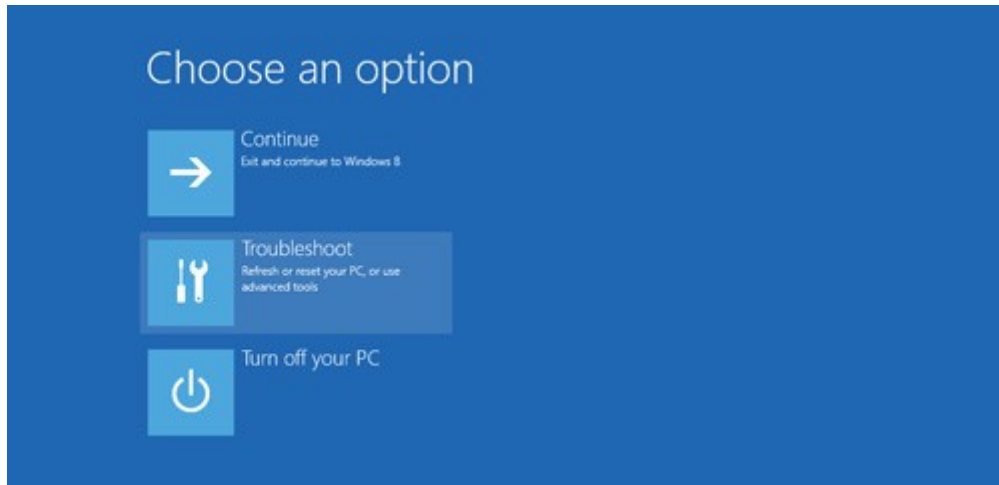 Choose an option
Continue
Exit and continue to Windows 8
Troubleshoot
Refresh or reset your PC, or use
advanced tools
Turn off your PC